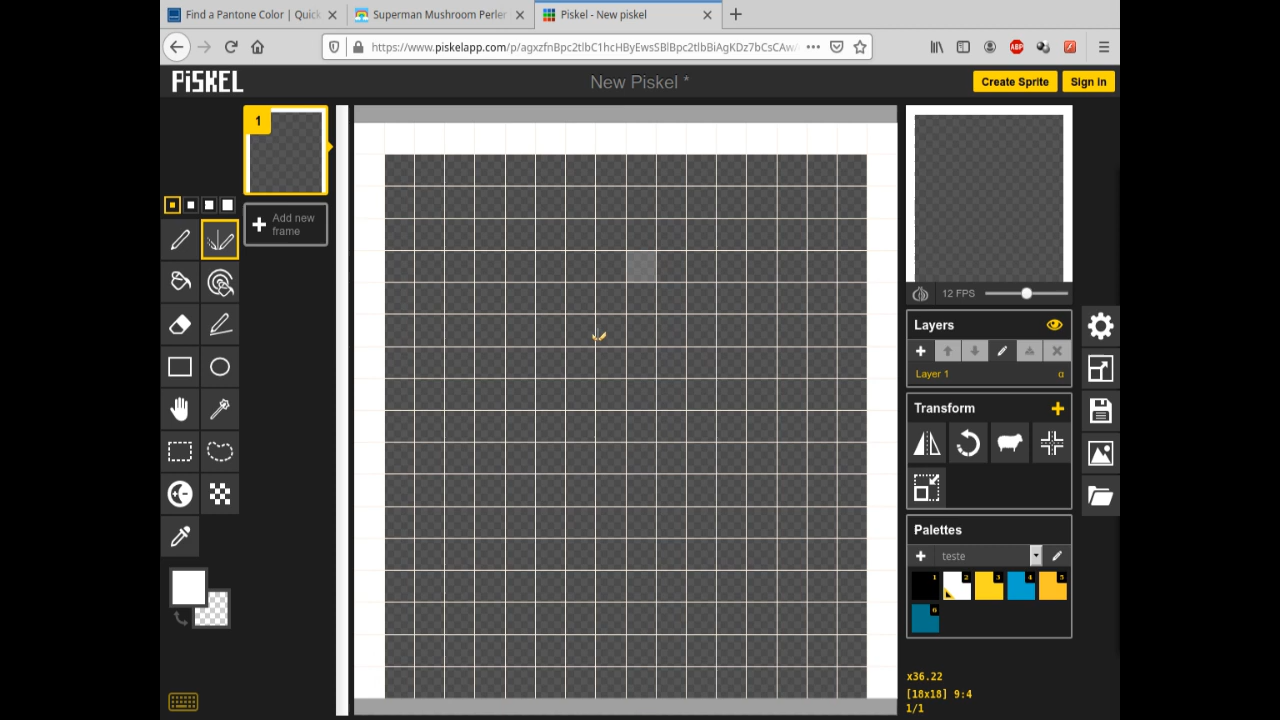 Find a Pantone Color | Quick
Superman Mushroom Perler
Piskel - New piskel
https://www.piskelapp.com/p/agxzfnBpc2tlbC1hcHByEwsSBlBpc2tlbBiAgKDz7bCsCAw/
ABP
PiSKEL
New Piskel *
Create Sprite
Sign in
1
Add new
frame
12 FPS
Layers
Layer 1
α
Transform
Palettes
teste
1 2 3 4 5
6
x36.22
[18x18] 9:4
1/1